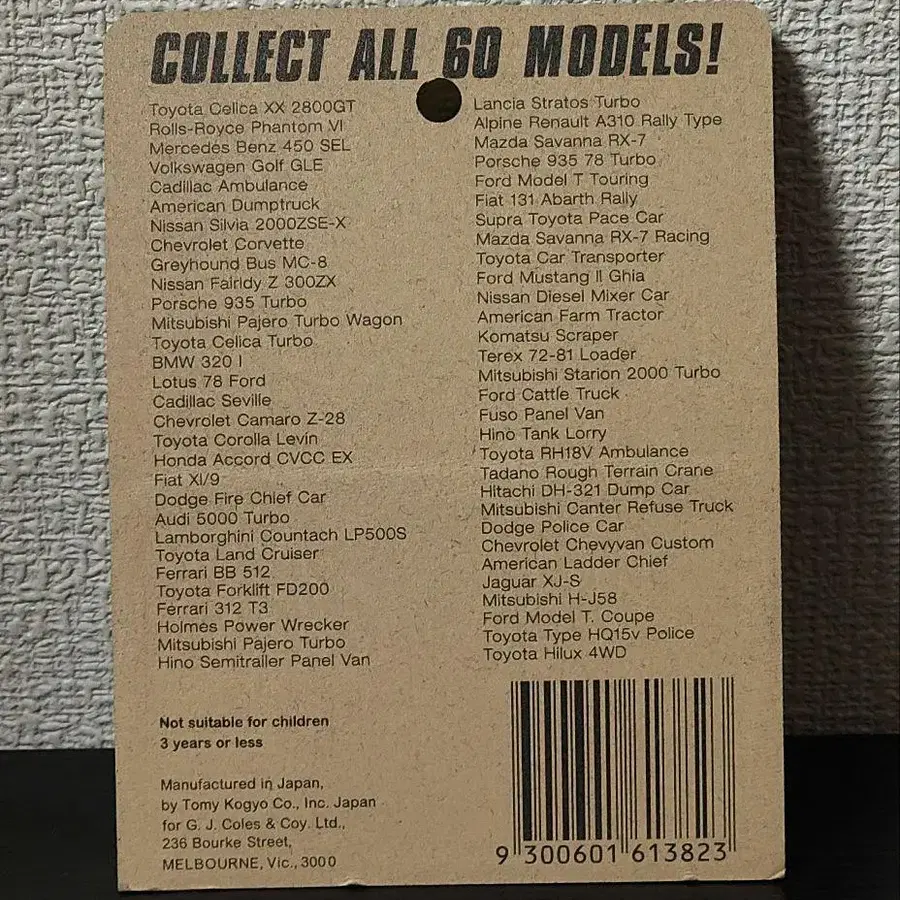 COLLECT ALL 60 MODELS!
Toyota Celica XX 2800GT
Rolls-Royce Phantom VI
Mercedes Benz 450 SEL
Volkswagen Golf GLE
Cadillac Ambulance
American Dumptruck
Nissan Silvia 2000ZSE-X
Chevrolet Corvette
Greyhound Bus MC-8
Nissan Fairldy Z 300ZX
Porsche 935 Turbo
Mitsubishi Pajero Turbo Wagon
Toyota Celica Turbo
BMW 320 I
Lotus 78 Ford
Cadillac Seville
Chevrolet Camaro Z-28
Toyota Corolla Levin
Honda Accord CVCC EX
Fiat XI/9
Dodge Fire Chief Car
Audi 5000 Turbo
Lamborghini Countach LP500S
Toyota Land Cruiser
Ferrari BB 512
Toyota Forklift FD200
Ferrari 312 T3
Holmes Power Wrecker
Mitsubishi Pajero Turbo
Hino Semitrailer Panel Van
Lancia Stratos Turbo
Alpine Renault A310 Rally Type
Mazda Savanna RX-7
Porsche 935 78 Turbo
Ford Model T Touring
Fiat 131 Abarth Rally
Supra Toyota Pace Car
Mazda Savanna RX-7 Racing
Toyota Car Transporter
Ford Mustang II Ghia
Nissan Diesel Mixer Car
American Farm Tractor
Komatsu Scraper
Terex 72-81 Loader
Mitsubishi Starion 2000 Turbo
Ford Cattle Truck
Fuso Panel Van
Hino Tank Lorry
Toyota RH18V Ambulance
Tadano Rough Terrain Crane
Hitachi DH-321 Dump Car
Mitsubishi Canter Refuse Truck
Dodge Police Car
Chevrolet Chevyvan Custom
American Ladder Chief
Jaguar XJ-S
Mitsubishi H-J58
Ford Model T. Coupe
Toyota Type HQ15v Police
Toyota Hilux 4WD
Not suitable for children
3 years or less
Manufactured in Japan,
by Tomy Kogyo Co., Inc. Japan
for G. J. Coles & Coy. Ltd.,
236 Bourke Street,
MELBOURNE, Vic., 3000
9 300601 613823